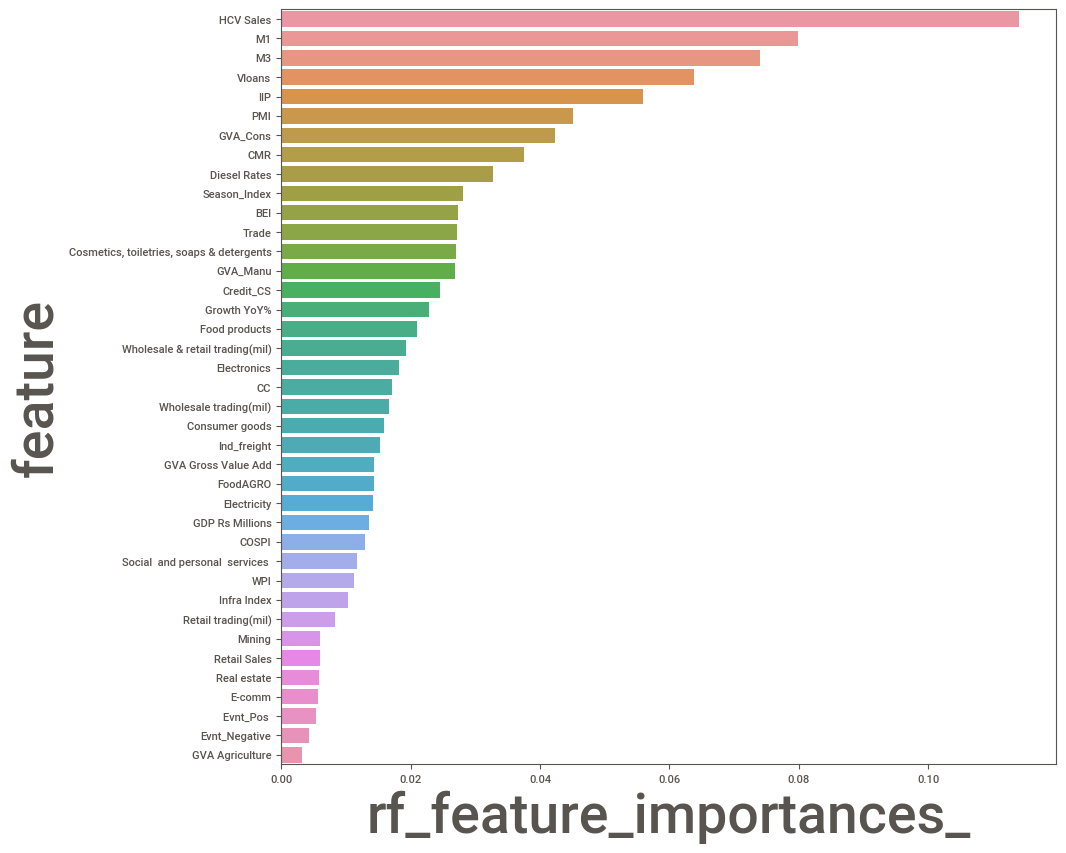 HCV Sales
M1
M3
Vloans
IIP
PMI
GVA_Cons
CMR
Diesel Rates
Season_Index
BEI
Trade
Cosmetics, toiletries, soaps & detergents
GVA_Manu
Credit_CS
Growth YoY%
Food products
Wholesale & retail trading(mil)
Electronics
CC
Wholesale trading(mil)
Consumer goods
Ind_freight
GVA Gross Value Add
FoodAGRO
Electricity
GDP Rs Millions
COSPI
Social  and personal  services
WPI
Infra Index
Retail trading(mil)
Mining
Retail Sales
Real estate
E-comm
Evnt_Pos
Evnt_Negative
GVA Agriculture
feature
0.00 0.02 0.04 0.06 0.08 0.10
rf_feature_importances_